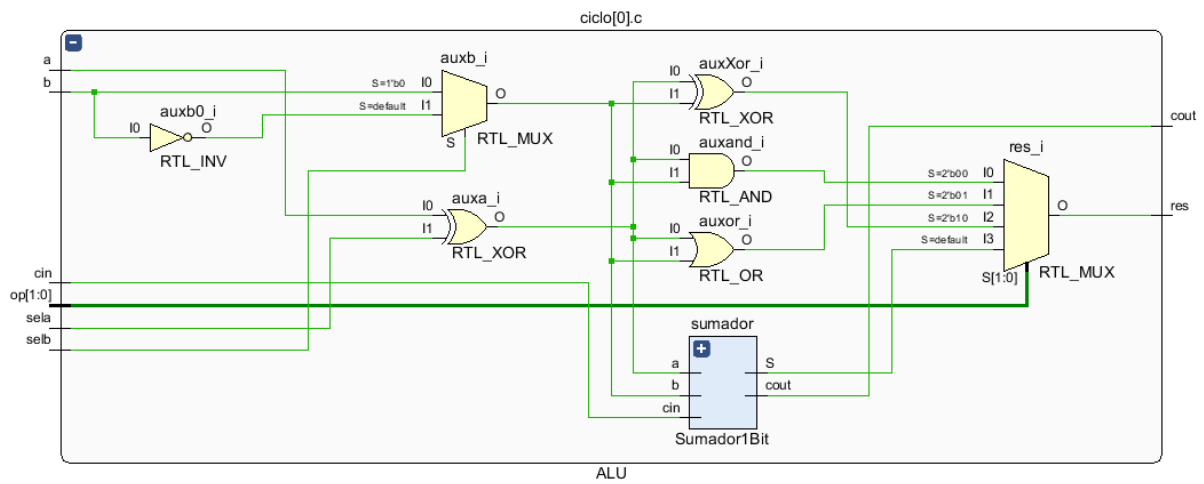 ciclo[0].c
a
b
auxb0_i
I0
O
RTL_INV
auxb_i
S=1'b0
I0
S=default
I1
O
S
RTL_MUX
auxa_i
I0
I1
O
RTL_XOR
auxXor_i
I0
I1
O
RTL_XOR
auxand_i
I0
I1
O
RTL_AND
auxor_i
I0
I1
O
RTL_OR
cin
op[1:0]
sela
selb
sumador
a
b
cin
S
cout
Sumador1Bit
res_i
S=2'b00
I0
S=2'b01
I1
S=2'b10
I2
S=default
I3
S[1:0]
O
RTL_MUX
cout
res
ALU